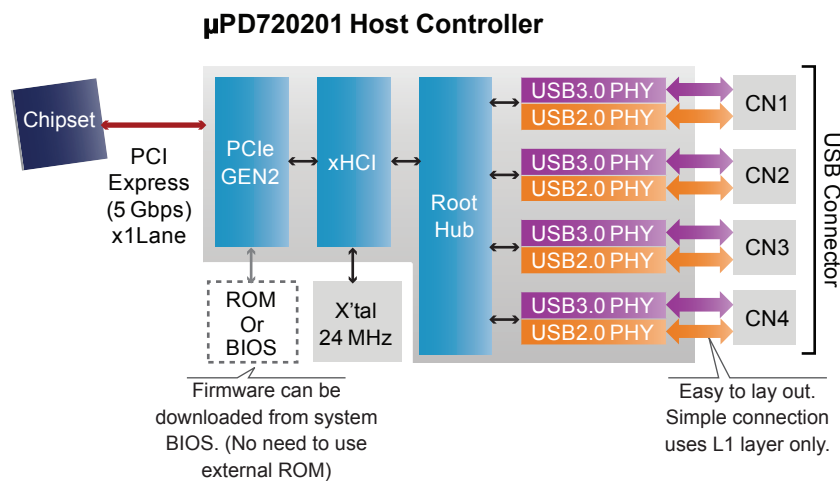 µPD720201 Host Controller
Chipset
PCI
Express
(5 Gbps)
x1Lane
PCIe
GEN2
xHCI
Root
Hub
USB3.0 PHY
USB2.0 PHY
USB3.0 PHY
USB2.0 PHY
USB3.0 PHY
USB2.0 PHY
USB3.0 PHY
USB2.0 PHY
CN1
CN2
CN3
CN4
USB Connector
ROM
Or
BIOS
X'tal
24 MHz
Firmware can be
downloaded from system
BIOS. (No need to use
external ROM)
Easy to lay out.
Simple connection
uses L1 layer only.